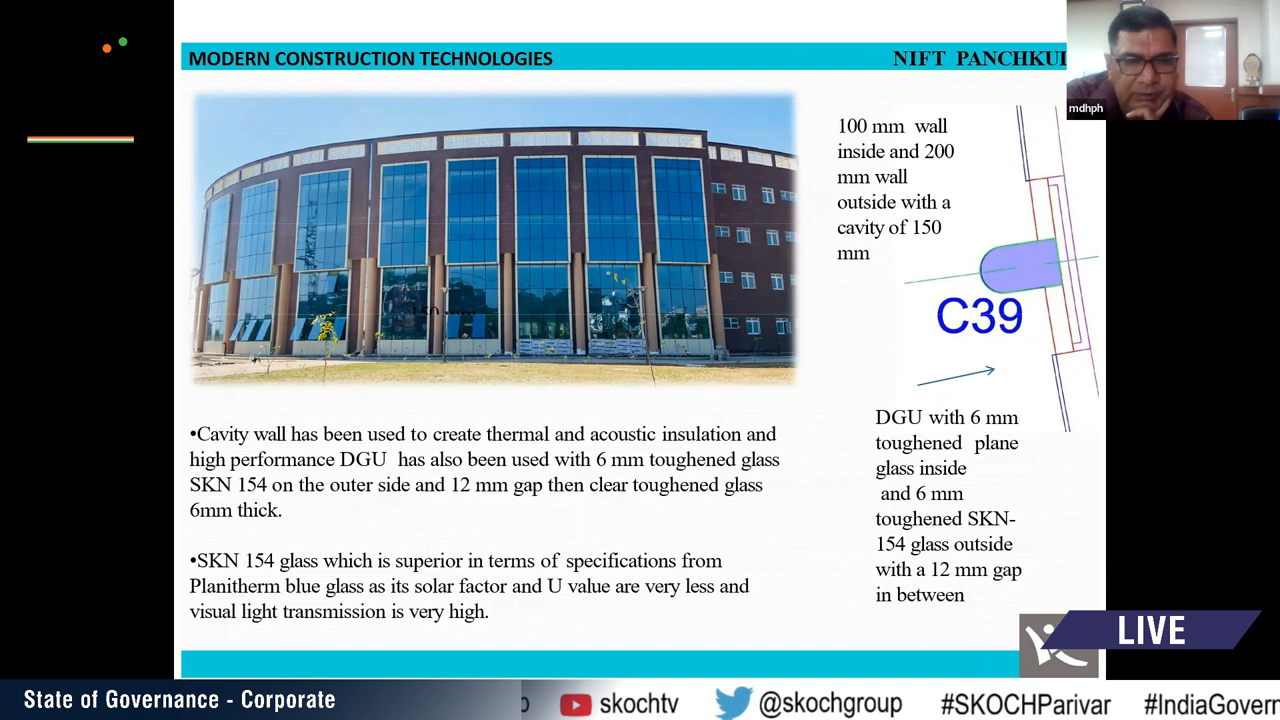 MODERN CONSTRUCTION TECHNOLOGIES
NIFT PANCHKUL
mdhph
100 mm wall
inside and 200
mm wall
outside with a
cavity of 150
mm
C39
•Cavity wall has been used to create thermal and acoustic insulation and
high performance DGU has also been used with 6 mm toughened glass
SKN 154 on the outer side and 12 mm gap then clear toughened glass
6mm thick.
•SKN 154 glass which is superior in terms of specifications from
Planitherm blue glass as its solar factor and U value are very less and
visual light transmission is very high.
DGU with 6 mm
toughened plane
glass inside
and 6 mm
toughened SKN-
154 glass outside
with a 12 mm gap
in between
LIVE
State of Governance - Corporate
skochtv
@skochgroup
#SKOCHParivar
#IndiaGovern